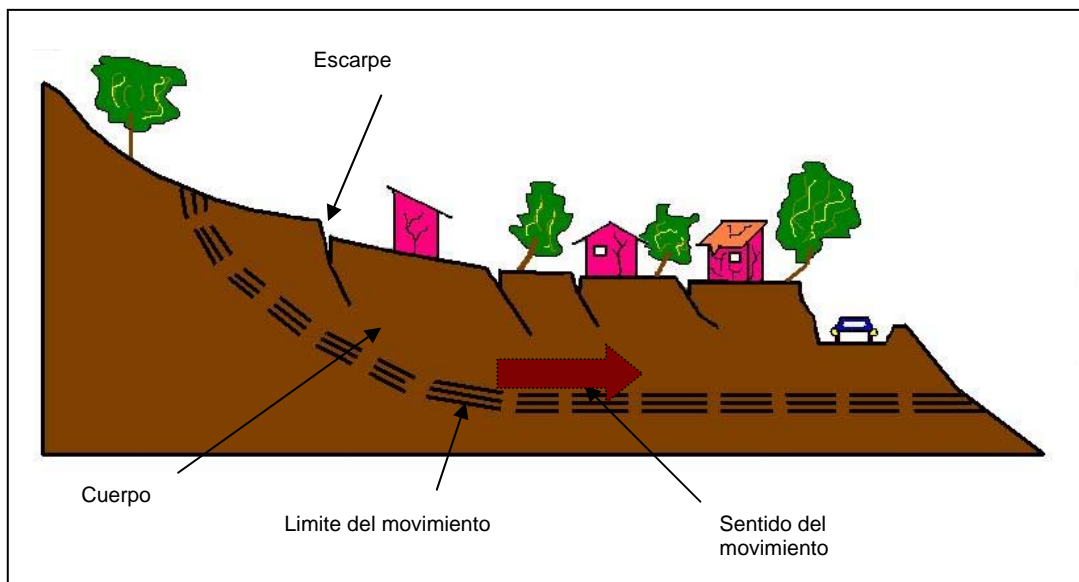 Escarpe
Cuerpo
Limite del movimiento
Sentido del
movimiento